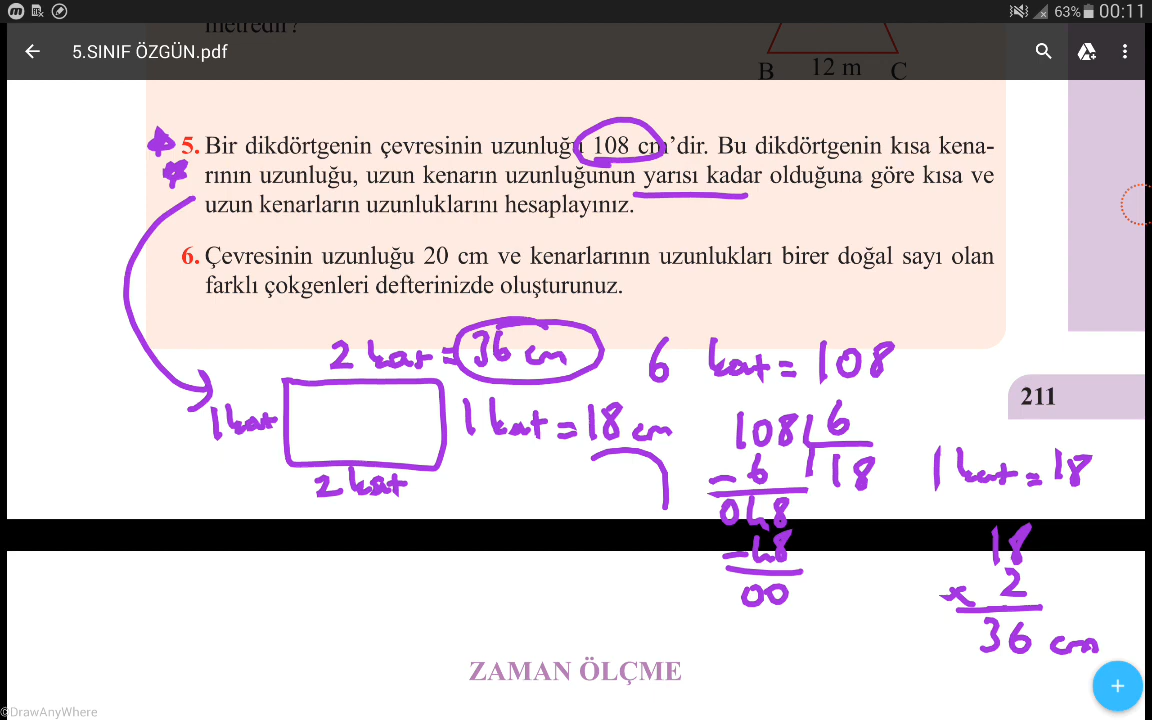 63% 00:11
metredir?
5.SINIF ÖZGÜN.pdf
B 12 m C
5. Bir dikdörtgenin çevresinin uzunluğu 108 cm'dir. Bu dikdörtgenin kısa kena-
rının uzunluğu, uzun kenarın uzunluğunun yarısı kadar olduğuna göre kısa ve
uzun kenarların uzunluklarını hesaplayınız.
6. Çevresinin uzunluğu 20 cm ve kenarlarının uzunlukları birer doğal sayı olan
farklı çokgenleri defterinizde oluşturunuz.
2 kat = 36 cm
6 kat = 108
211
1 kat
1 kat = 18 cm
2 kat
108 6
- 6 18
048
- 48
00
1 kat = 18
18
x 2
36 cm
ZAMAN ÖLÇME
©DrawAnyWhere